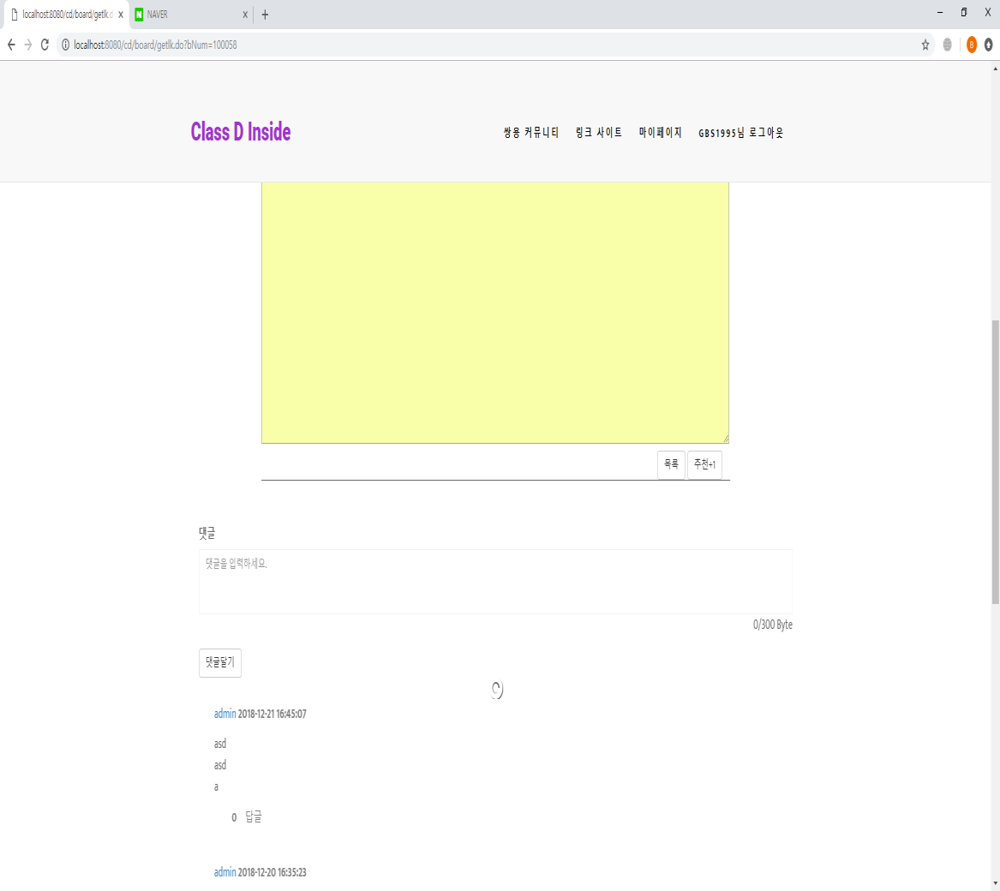 localhost:8080/cd/board/getlk.d
NAVER
localhost:8080/cd/board/getlk.do?bNum=100058
B
Class D Inside
쌍용 커뮤니티 링크 사이트 마이페이지 GBS1995님 로그아웃
목록 추천+1
댓글
댓글을 입력하세요.
0/300 Byte
댓글달기
admin 2018-12-21 16:45:07
asd
asd
a
0 답글
admin 2018-12-20 16:35:23